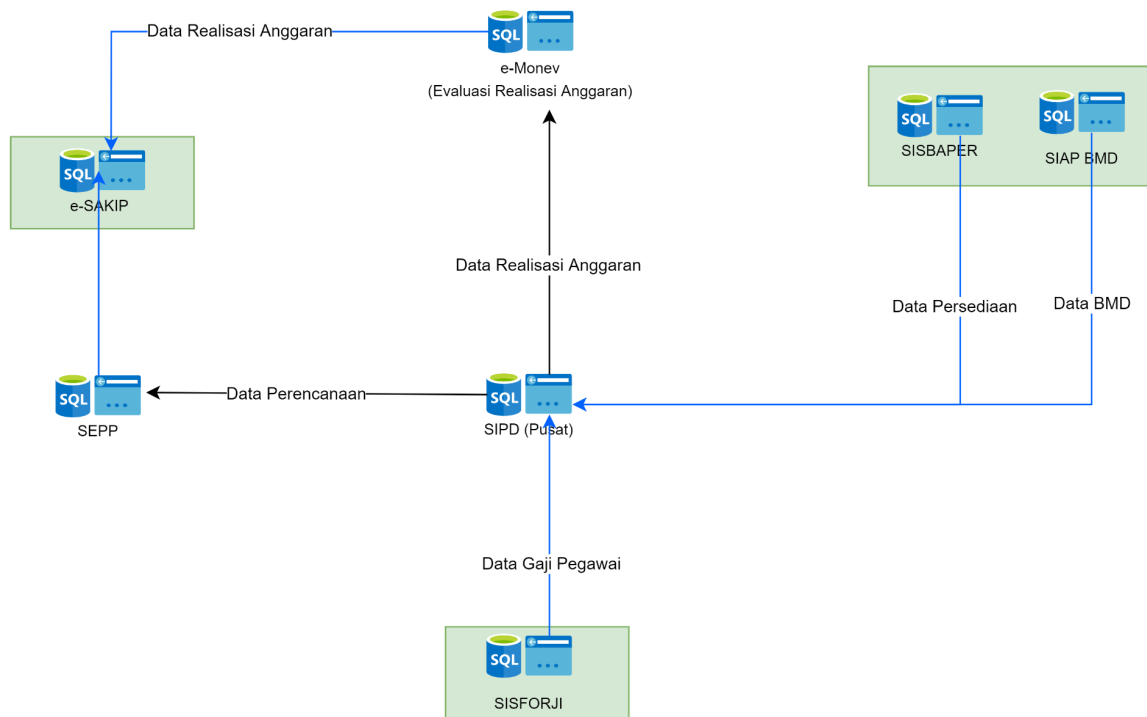 Data Realisasi Anggaran
SQL
...
e-Monev
(Evaluasi Realisasi Anggaran)
SQL
...
SISBAPER
SQL
...
SIAP BMD
SQL
...
e-SAKIP
Data Realisasi Anggaran
Data Persediaan
Data BMD
SQL
...
SEPP
Data Perencanaan
SQL
...
SIPD (Pusat)
Data Gaji Pegawai
SQL
...
SISFORJI